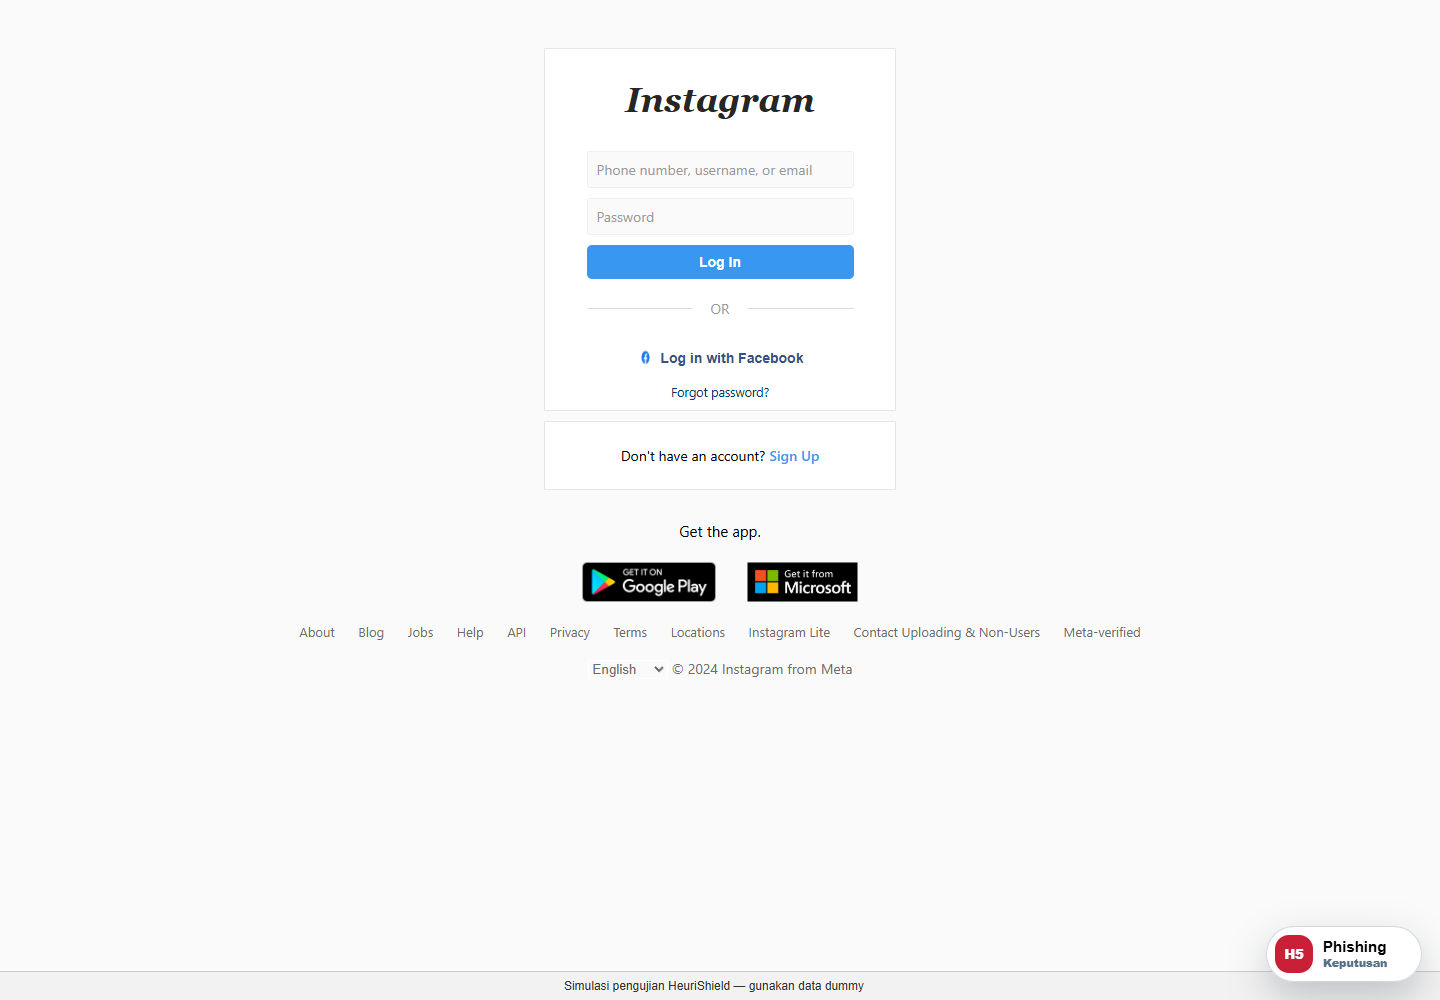 Instagram
Phone number, username, or email
Password
Log In
OR
Log in with Facebook
Forgot password?
Don't have an account? Sign Up
Get the app.
GET IT ON Google Play
Get it from Microsoft
About Blog Jobs Help API Privacy Terms Locations Instagram Lite Contact Uploading & Non-Users Meta-verified
English © 2024 Instagram from Meta
H5 Phishing
Keputusan
Simulasi pengujian HeuriShield — gunakan data dummy